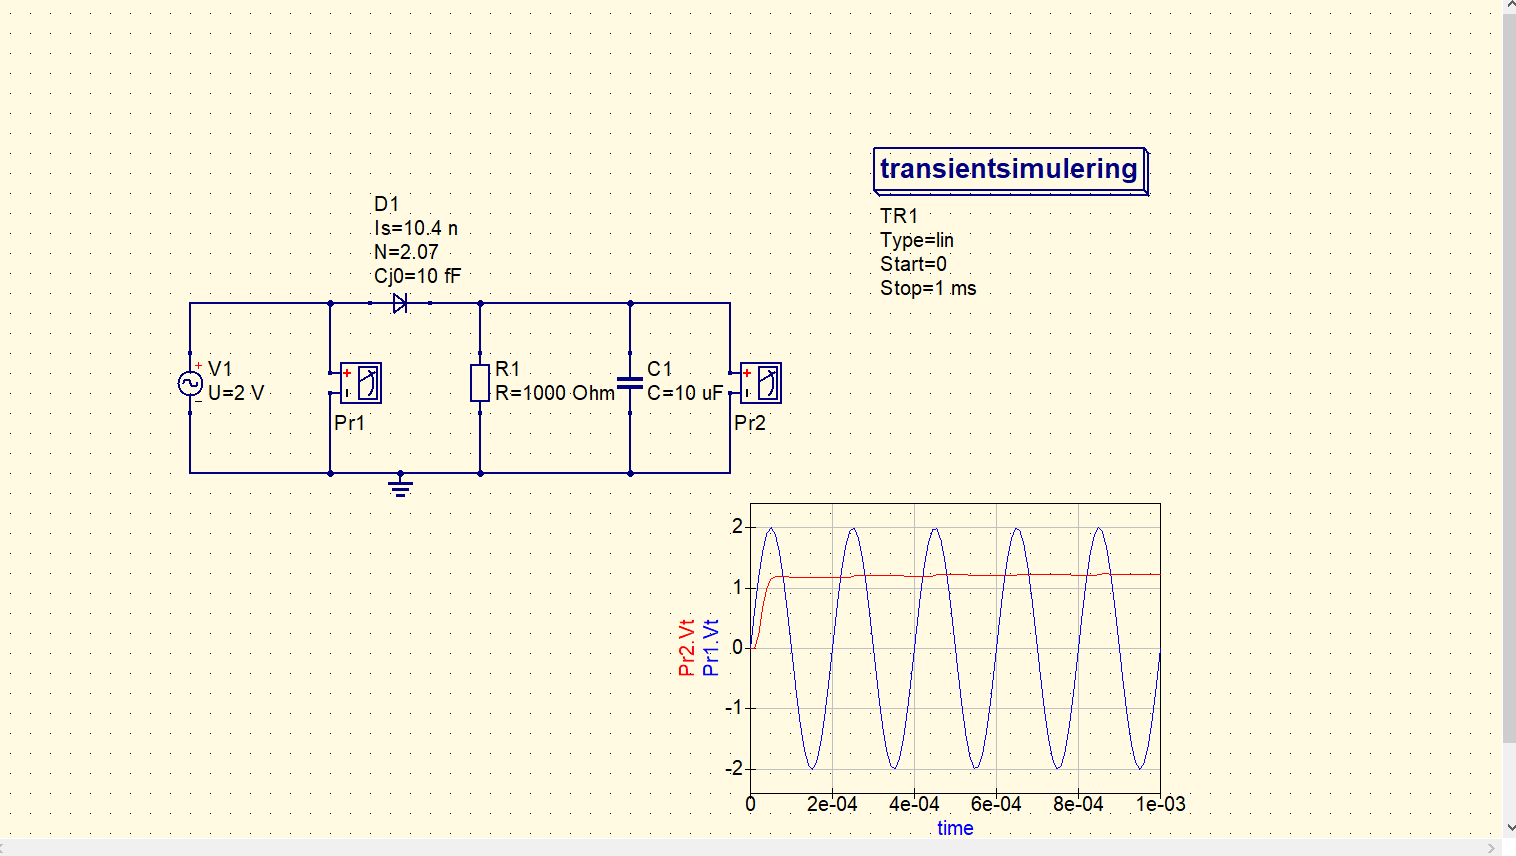 transientsimulering
TR1
Type=lin
Start=0
Stop=1 ms
D1
Is=10.4 n
N=2.07
Cj0=10 fF
V1
U=2 V
Pr1
R1
R=1000 Ohm
C1
C=10 uF
Pr2
2
1
0
-1
-2
Pr2.Vt
Pr1.Vt
0
2e-04
4e-04
6e-04
8e-04
1e-03
time